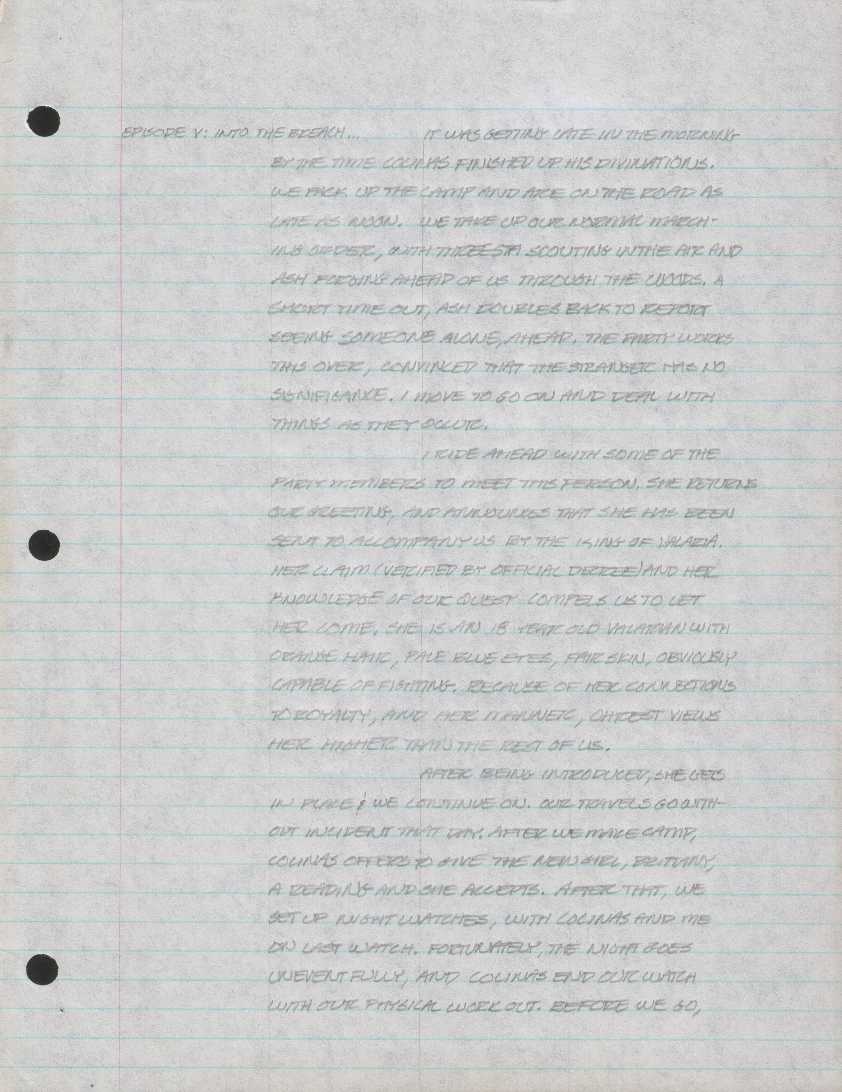 EPISODE V: INTO THE BREACH... IT WAS GETTING LATE IN THE MORNING
BY THE TIME COLINAS FINISHED UP HIS DIVINATIONS.
WE PACK UP THE CAMP AND ARE ON THE ROAD AS
LATE AS NOON. WE TAKE UP OUR NORMAL MARCH-
ING ORDER, WITH SCOUTING IN THE AIR AND
ASH FORGING AHEAD OF US THROUGH THE WOODS. A
SHORT TIME OUT, ASH DOUBLES BACK TO REPORT
SEEING SOMEONE ALONE, AHEAD. THE PARTY WORKS
THIS OVER, CONVINCED THAT THE STRANGER HAS NO
SIGNIFIGANCE. I MOVE TO GO ON AND DEAL WITH
THINGS AS THEY OCCUR.
I RIDE AHEAD WITH SOME OF THE
PARTY MEMBERS TO MEET THIS PERSON. SHE RETURNS
OUR GREETING, AND ANNOUNCES THAT SHE HAS BEEN
SENT TO ACCOMPANY US BY THE KING OF VALARIA.
HER CLAIM (VERIFIED BY OFFICIAL DECREE) AND HER
KNOWLEDGE OF OUR QUEST COMPELS US TO LET
HER COME. SHE IS AN 18 YEAR OLD VALARIAN WITH
ORANGE HAIR, PALE BLUE EYES, FAIR SKIN, OBVIOUSLY
CAPABLE OF FIGHTING. BECAUSE OF HER CONNECTIONS
TO ROYALTY, AND HER MANNER, VIEWS
HER HIGHER THAN THE REST OF US.
AFTER BEING INTRODUCED, SHE GETS
IN PLACE & WE CONTINUE ON. OUR TRAVELS GO WITH-
OUT INCIDENT THAT DAY. AFTER WE MAKE CAMP,
COLINAS OFFERS TO GIVE THE NEW GIRL, BRITTANY,
A READING AND SHE ACCEPTS. AFTER THAT, WE
SET UP NIGHT WATCHES, WITH COLINAS AND ME
ON LAST WATCH. FORTUNATELY, THE NIGHT GOES
UNEVENTFULLY, AND COLINAS END OUR WATCH
WITH OUR PHYSICAL WORK OUT. BEFORE WE GO,